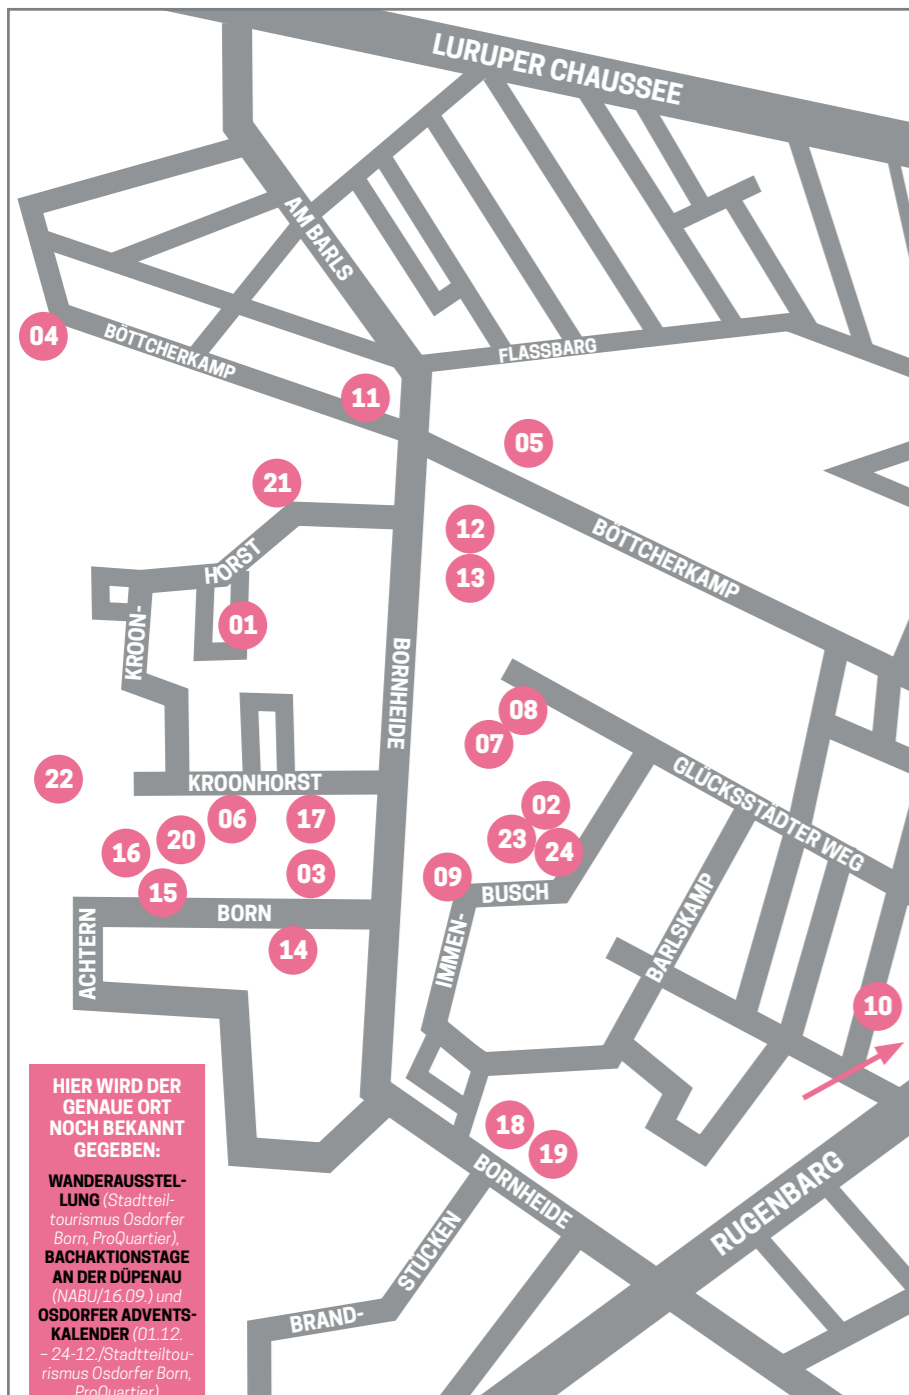 LURUPER CHAUSSEE
AM BARLS
04
BÖTTCHERKAMP
FLASSBARG
11
05
21
12
BÖTTCHERKAMP
HORST
13
KROON-
01
BORNHEIDE
08
07
22
KROONHORST
GLÜCKSSTÄDTER WEG
02
06
17
23
20
16
24
03
09
BUSCH
15
BORN
BARLSKAMP
ACHTERN
14
IMMEN-
10
18
19
BORNHEIDE
RUGENBARG
STÜCKEN
BRAND-
HIER WIRD DER
GENAUE ORT
NOCH BEKANNT
GEGEBEN:
WANDERAUSSTEL-
LUNG (Stadtteil-
tourismus Osdorfer
Born, ProQuartier),
BACHAKTIONSTAGE
AN DER DÜPENAU
(NABU/16.09.) und
OSDORFER ADVENTS-
KALENDER (01.12.
– 24-12./Stadtteiltou-
rismus Osdorfer Born,
ProQuartier)